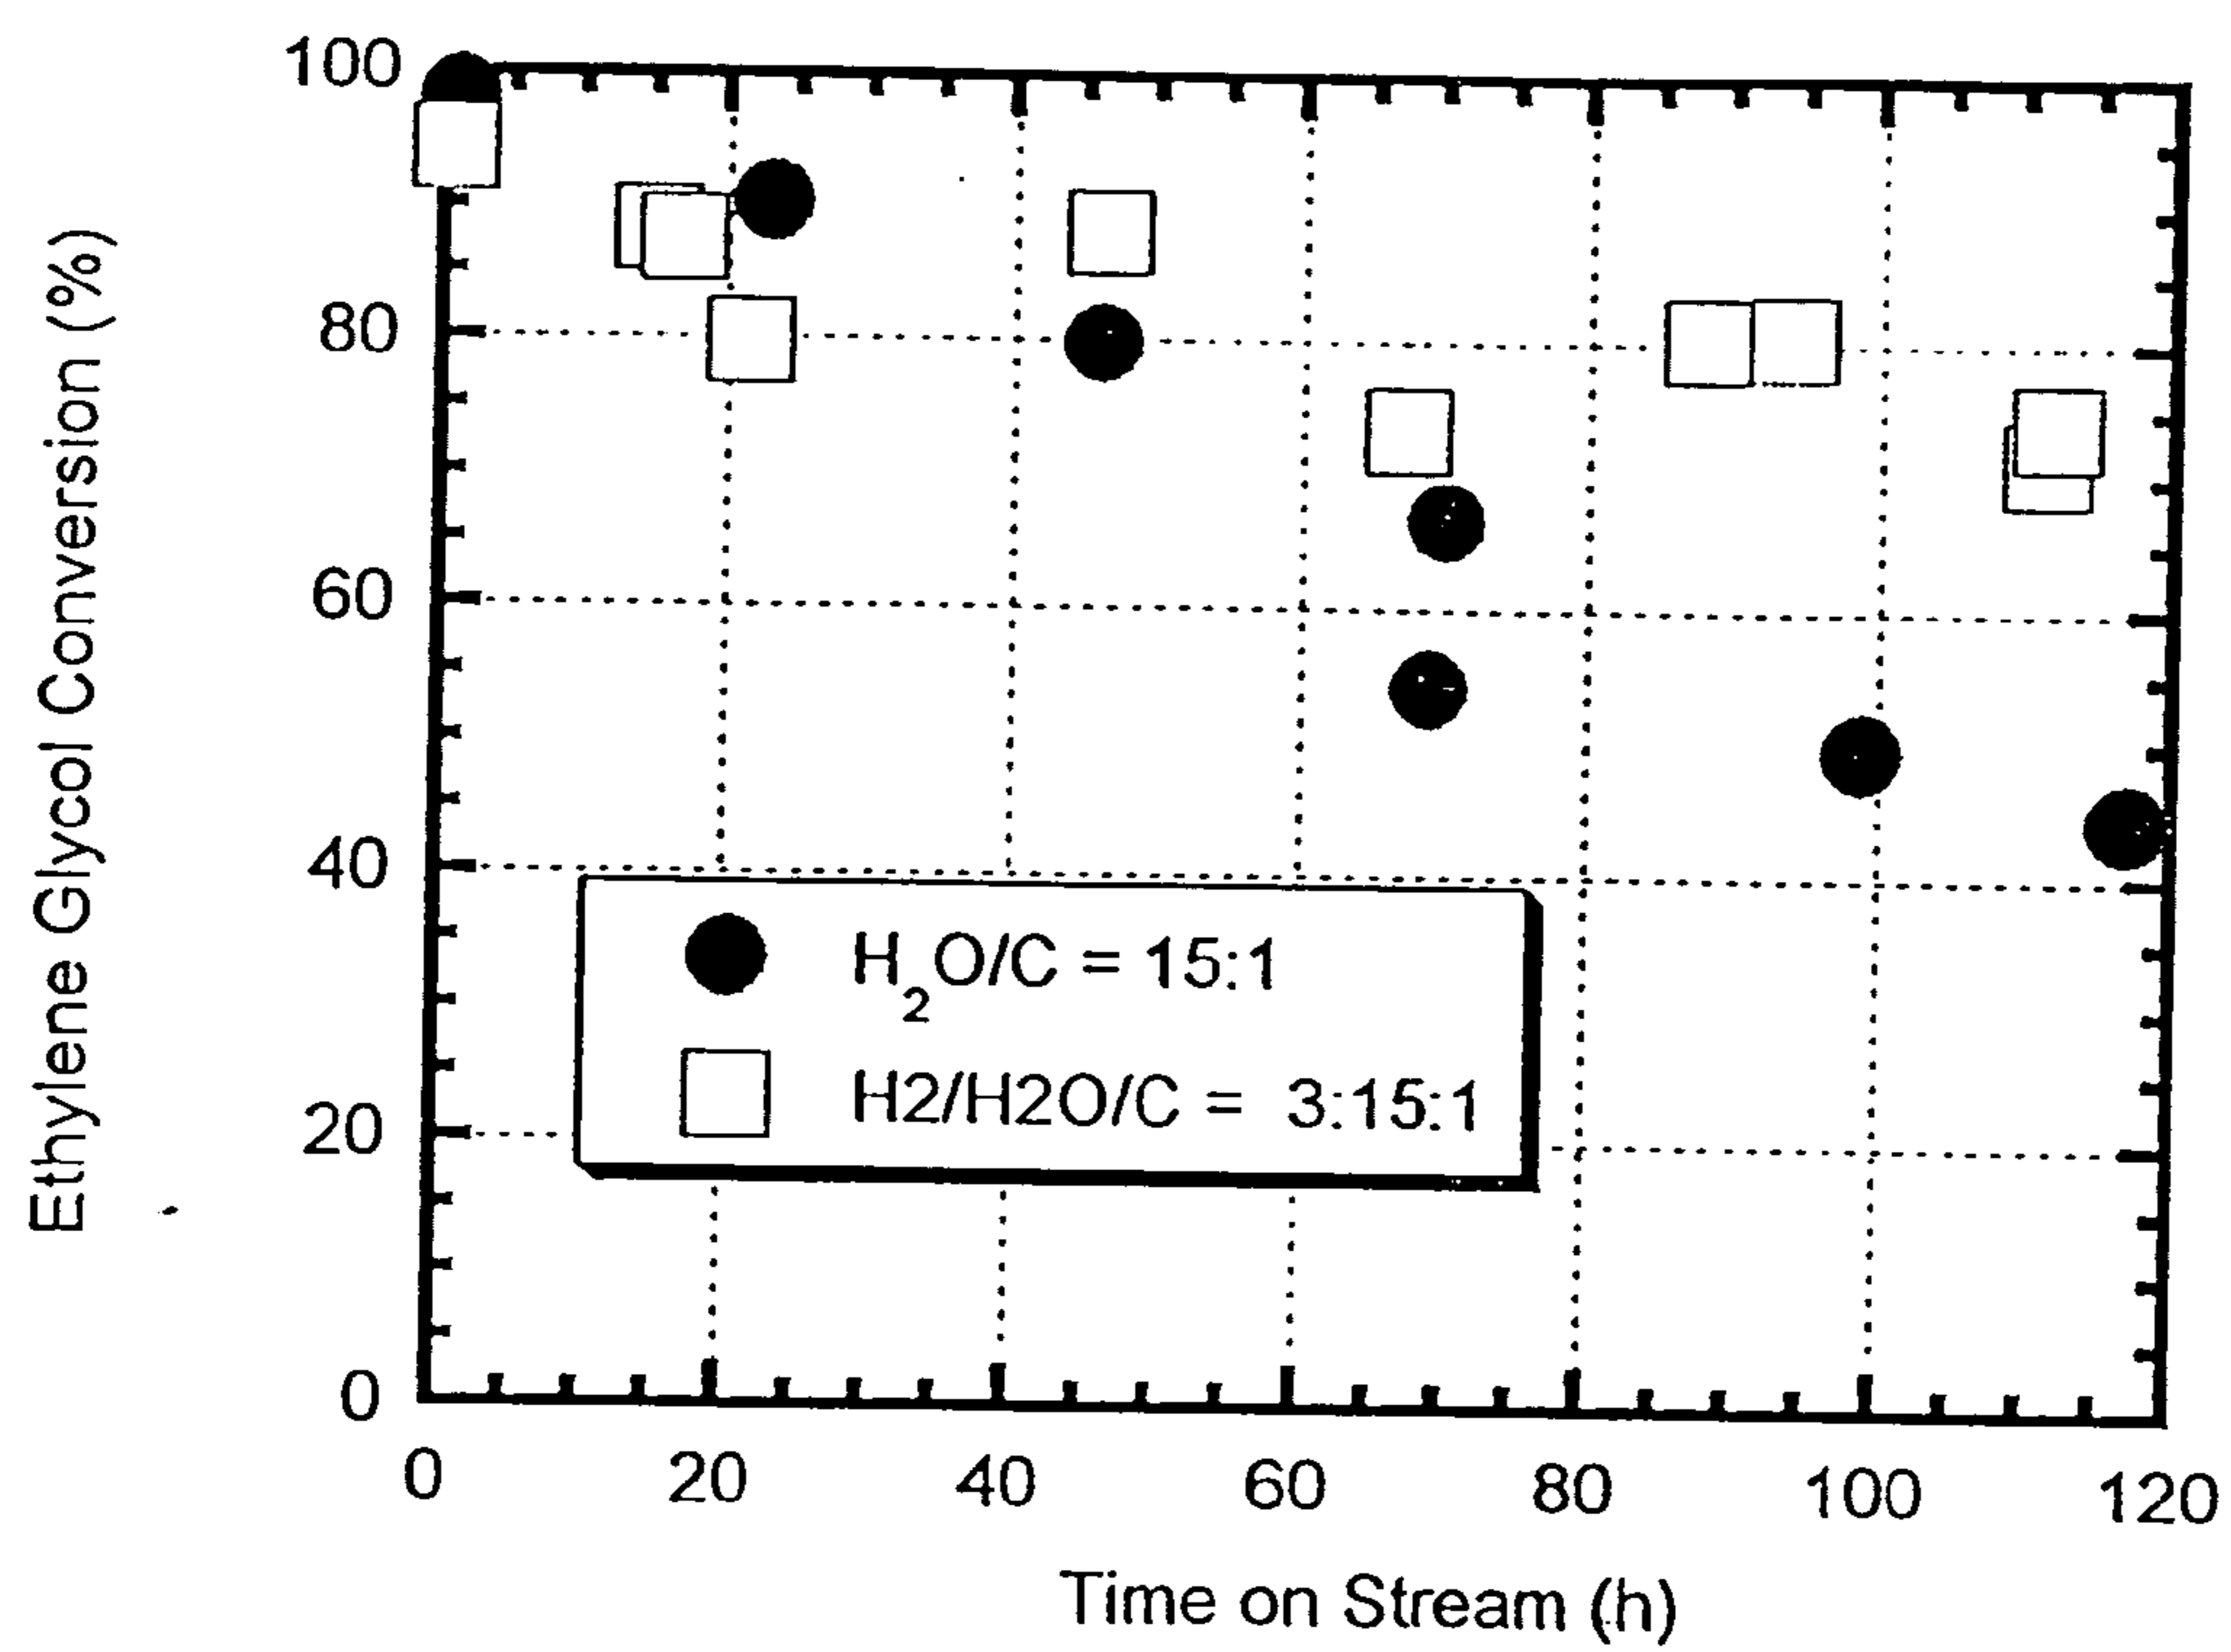 Ethylene Glycol Conversion (%)
100
80
60
40
20
0
H₂O/C = 15:1
H2/H2O/C = 3:15:1
0 20 40 60 80 100 120
Time on Stream (h)